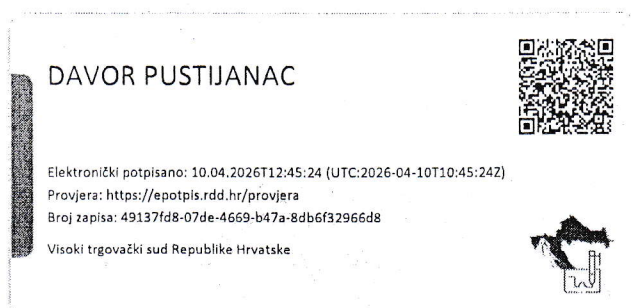 DAVOR PUSTIJANAC
Elektronički potpisano: 10.04.2026T12:45:24 (UTC:2026-04-10T10:45:24Z)
Provjera: https://epotpis.rdd.hr/provjera
Broj zapisa: 49137fd8-07de-4669-b47a-8db6f32966d8
Visoki trgovački sud Republike Hrvatske